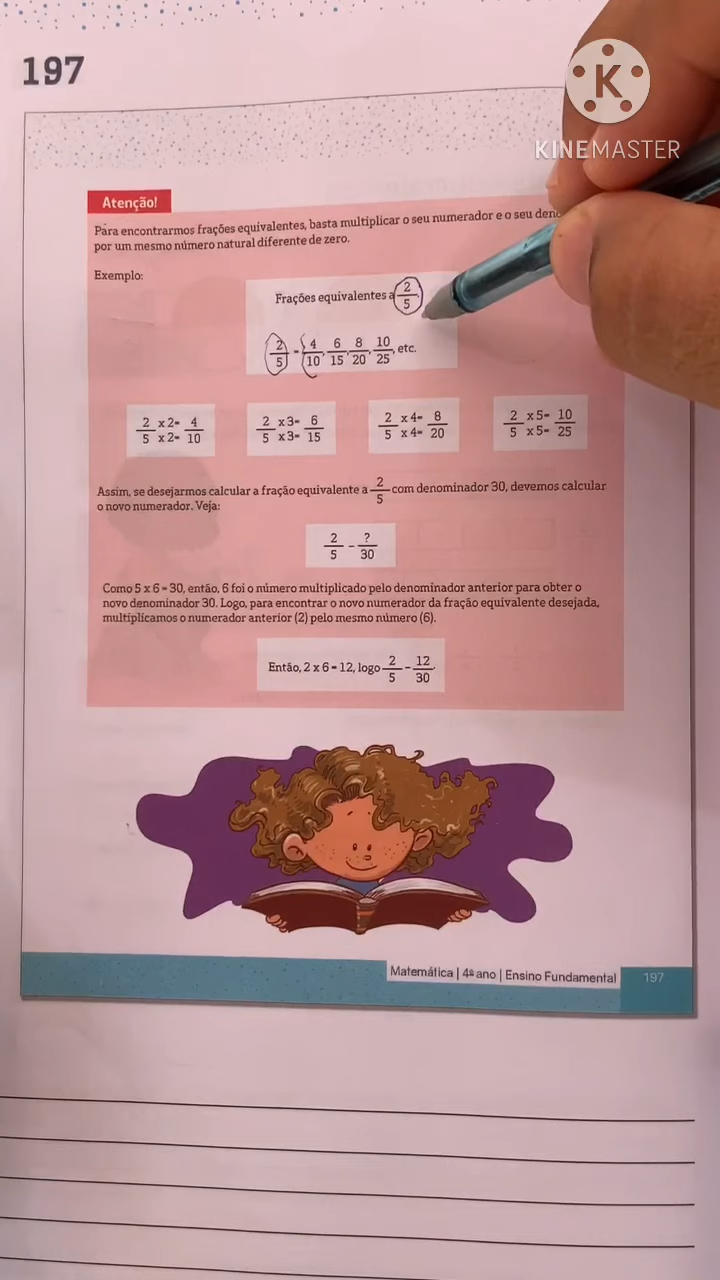 197
K
KINEMASTER
Atenção!
Para encontrarmos frações equivalentes, basta multiplicar o seu numerador e o seu
por um mesmo número natural diferente de zero.
Exemplo:
Frações equivalentes a 2/5
2/5 = 4/10, 6/15, 8/20, 10/25, etc.
2/5 x2= x2= 4/10
2/5 x3= x3= 6/15
2/5 x4= x4= 8/20
2/5 x5= x5= 10/25
Assim, se desejarmos calcular a fração equivalente a 2/5 com denominador 30, devemos calcular
o novo numerador. Veja:
2/5 = ?/30
Como 5 x 6 = 30, então, 6 foi o número multiplicado pelo denominador anterior para obter o
novo denominador 30. Logo, para encontrar o novo numerador da fração equivalente desejada,
multiplicamos o numerador anterior (2) pelo mesmo número (6).
Então, 2 x 6 = 12, logo 2/5 = 12/30
Matemática | 4º ano | Ensino Fundamental
197